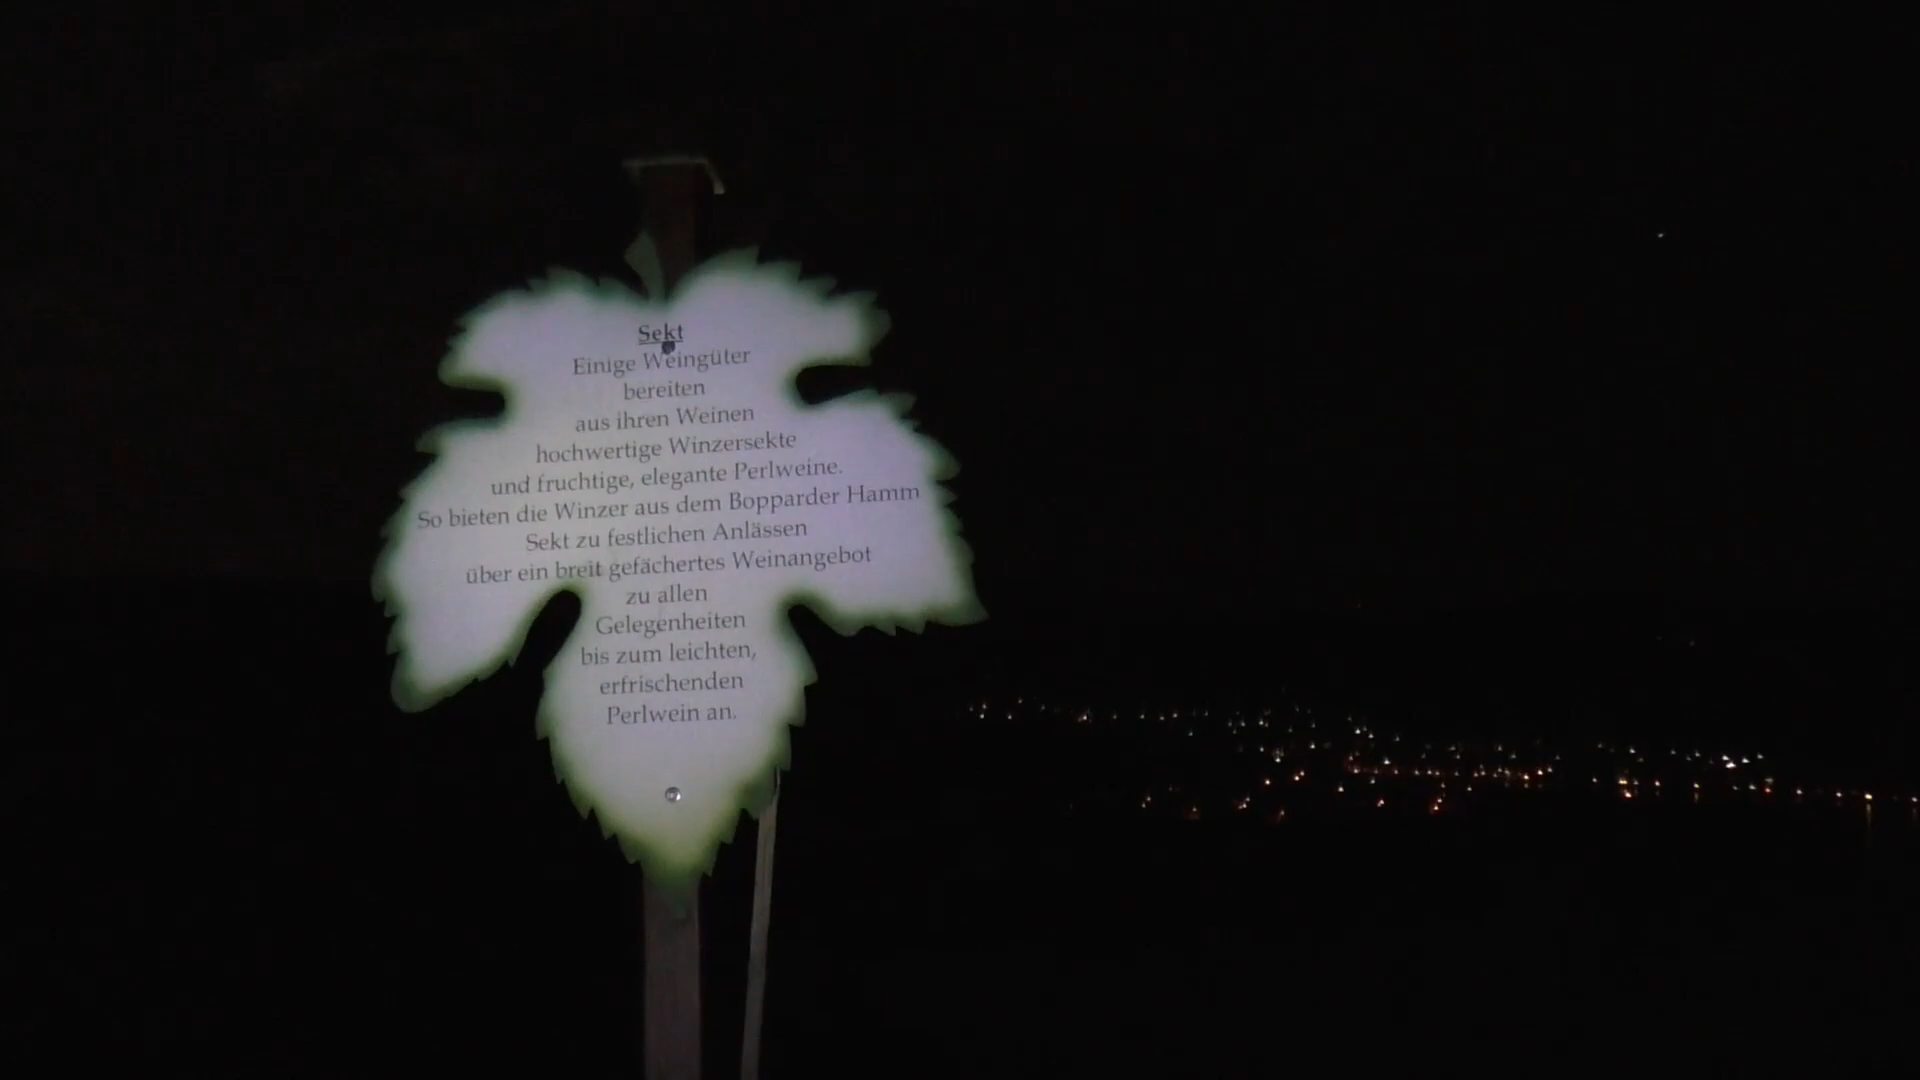 Sekt
Einige Weingüter
bereiten
aus ihren Weinen
hochwertige Winzersekte
und fruchtige, elegante Perlweine.
So bieten die Winzer aus dem Bopparder Hamm
Sekt zu festlichen Anlässen
über ein breit gefächertes Weinangebot
zu allen
Gelegenheiten
bis zum leichten,
erfrischenden
Perlwein an.